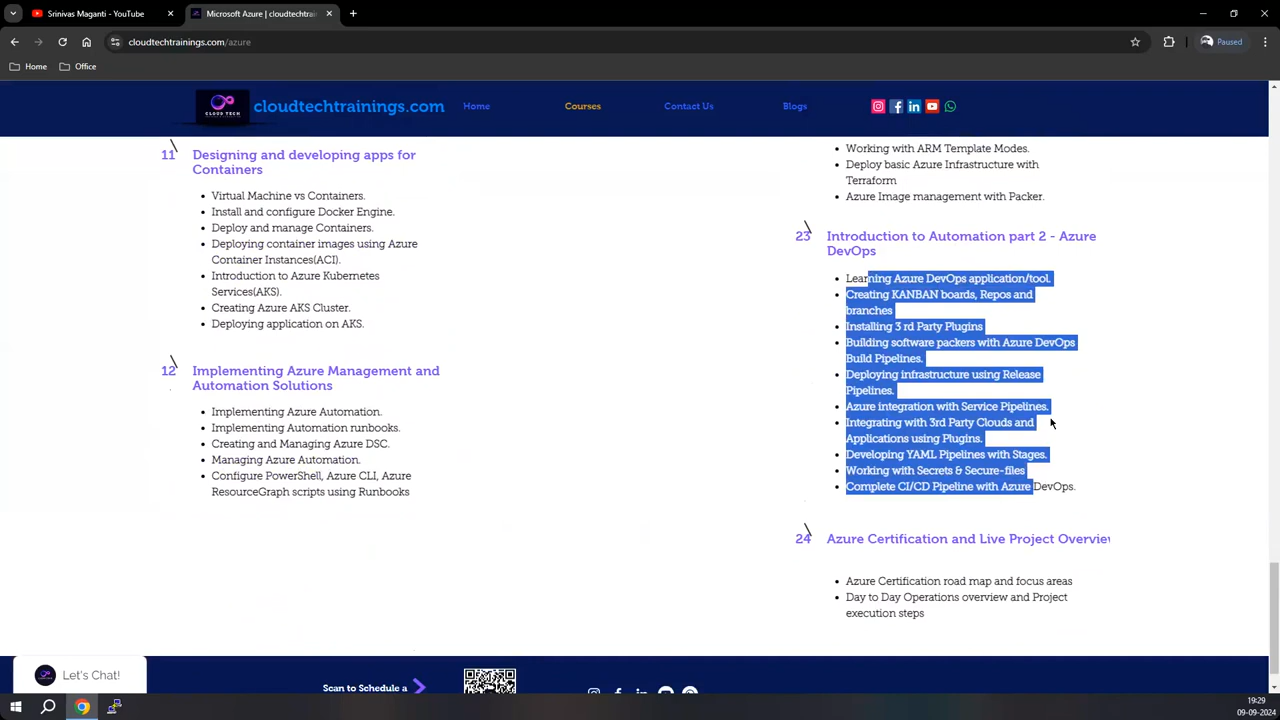 Srinivas Maganti - YouTube
Microsoft Azure | cloudtechtrain
cloudtechtrainings.com/azure
Paused
Home
Office
CLOUD TECH
cloudtechtrainings.com
Home
Courses
Contact Us
Blogs
11 Designing and developing apps for
Containers
Virtual Machine vs Containers.
Install and configure Docker Engine.
Deploy and manage Containers.
Deploying container images using Azure
Container Instances(ACI).
Introduction to Azure Kubernetes
Services(AKS).
Creating Azure AKS Cluster.
Deploying application on AKS.
12 Implementing Azure Management and
Automation Solutions
Implementing Azure Automation.
Implementing Automation runbooks.
Creating and Managing Azure DSC.
Managing Azure Automation.
Configure PowerShell, Azure CLI, Azure
ResourceGraph scripts using Runbooks
Working with ARM Template Modes.
Deploy basic Azure Infrastructure with
Terraform
Azure Image management with Packer.
23 Introduction to Automation part 2 - Azure
DevOps
Learning Azure DevOps application/tool.
Creating KANBAN boards, Repos and
branches
Installing 3 rd Party Plugins
Building software packers with Azure DevOps
Build Pipelines.
Deploying infrastructure using Release
Pipelines.
Azure integration with Service Pipelines.
Integrating with 3rd Party Clouds and
Applications using Plugins.
Developing YAML Pipelines with Stages.
Working with Secrets & Secure-files
Complete CI/CD Pipeline with Azure DevOps.
24 Azure Certification and Live Project Overview
Azure Certification road map and focus areas
Day to Day Operations overview and Project
execution steps
Let's Chat!
Scan to Schedule a
19:29
09-09-2024